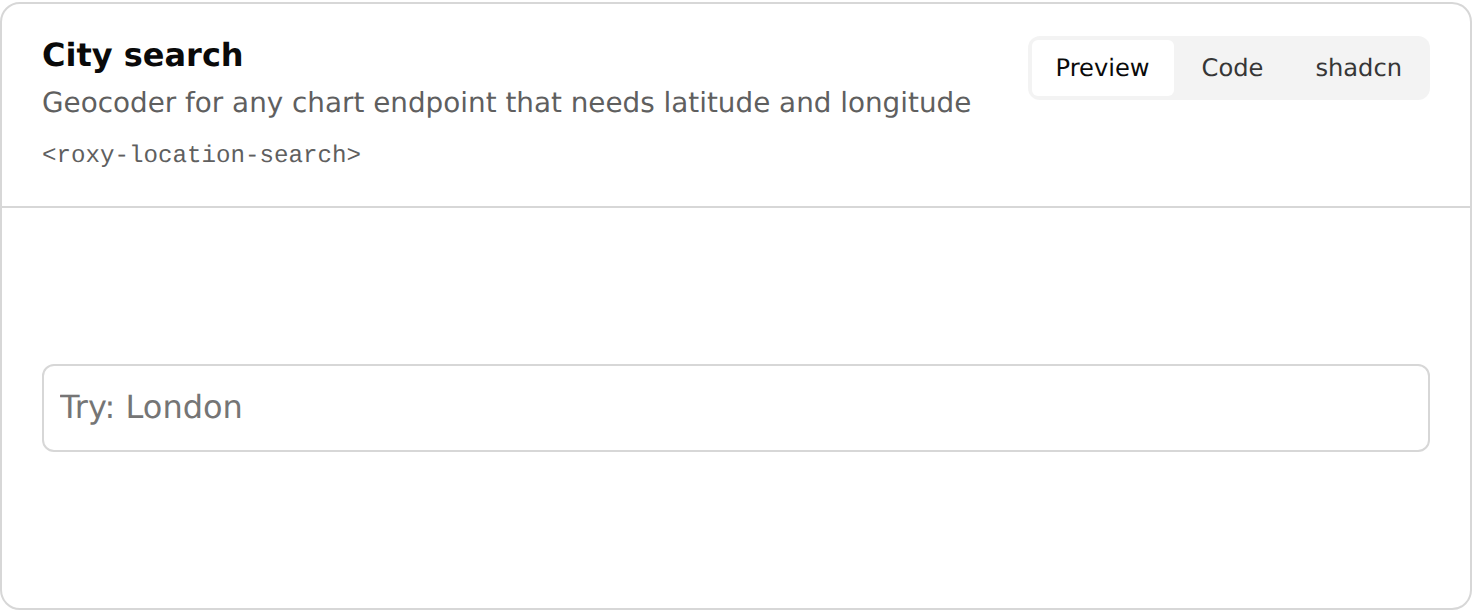 City search
Geocoder for any chart endpoint that needs latitude and longitude
<roxy-location-search>
Preview
Code
shadcn
Try: London